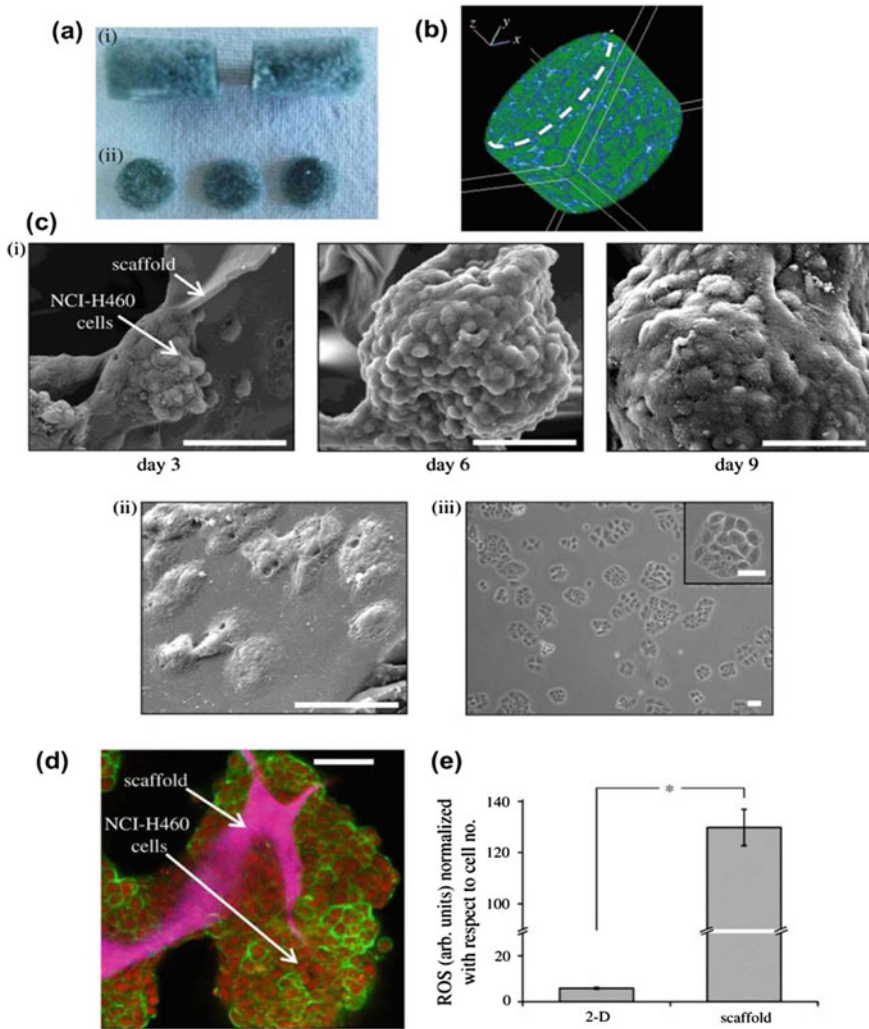 (a)
(i)
(ii)
(b)
z
y
x
(c)
(i)
scaffold
NCI-H460
cells
day 3
day 6
day 9
(ii)
(iii)
(d)
scaffold
NCI-H460
cells
(e)
ROS (arb. units) normalized
with respect to cell no.
140
120
100
20
0
*
2-D
scaffold